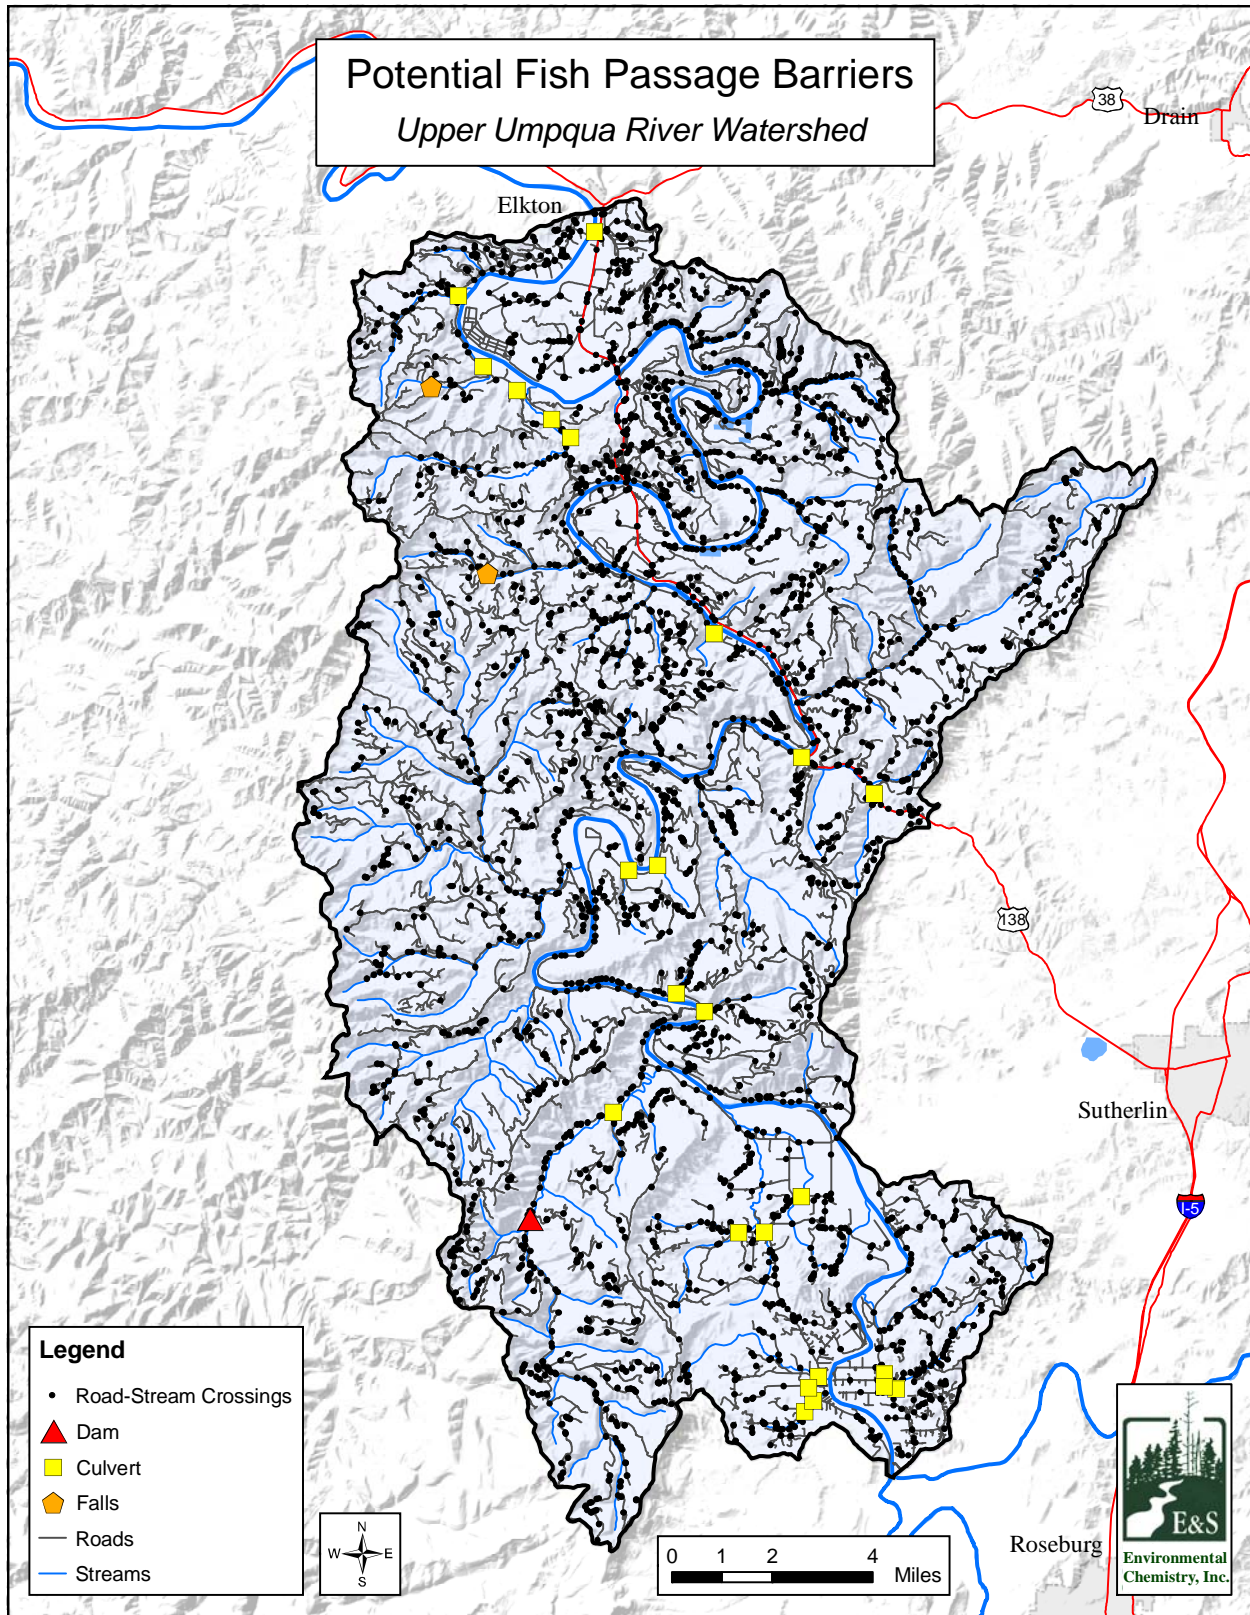 Potential Fish Passage Barriers
Upper Umpqua River Watershed
38
Drain
Elkton
138
Sutherlin
I-5
Legend
Road-Stream Crossings
Dam
Culvert
Falls
Roads
Streams
N
W E
S
0 1 2 4
Miles
Roseburg
E&S
Environmental
Chemistry, Inc.